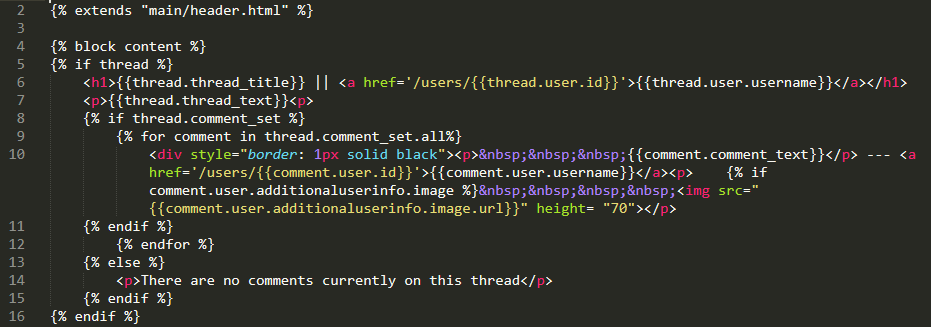 2 {% extends "main/header.html" %}
3
4 {% block content %}
5 {% if thread %}
6 <h1>{{thread.thread_title}} || <a href='/users/{{thread.user.id}}'>{{thread.user.username}}</a></h1>
7 <p>{{thread.thread_text}}<p>
8 {% if thread.comment_set %}
9 {% for comment in thread.comment_set.all%}
10 <div style="border: 1px solid black"><p>&nbsp;&nbsp;&nbsp;{{comment.comment_text}}</p> --- <a
href='/users/{{comment.user.id}}'>{{comment.user.username}}</a><p> {% if
comment.user.additionaluserinfo.image %}&nbsp;&nbsp;&nbsp;&nbsp;<img src="
{{comment.user.additionaluserinfo.image.url}}" height= "70"></p>
11 {% endif %}
12 {% endfor %}
13 {% else %}
14 <p>There are no comments currently on this thread</p>
15 {% endif %}
16 {% endif %}